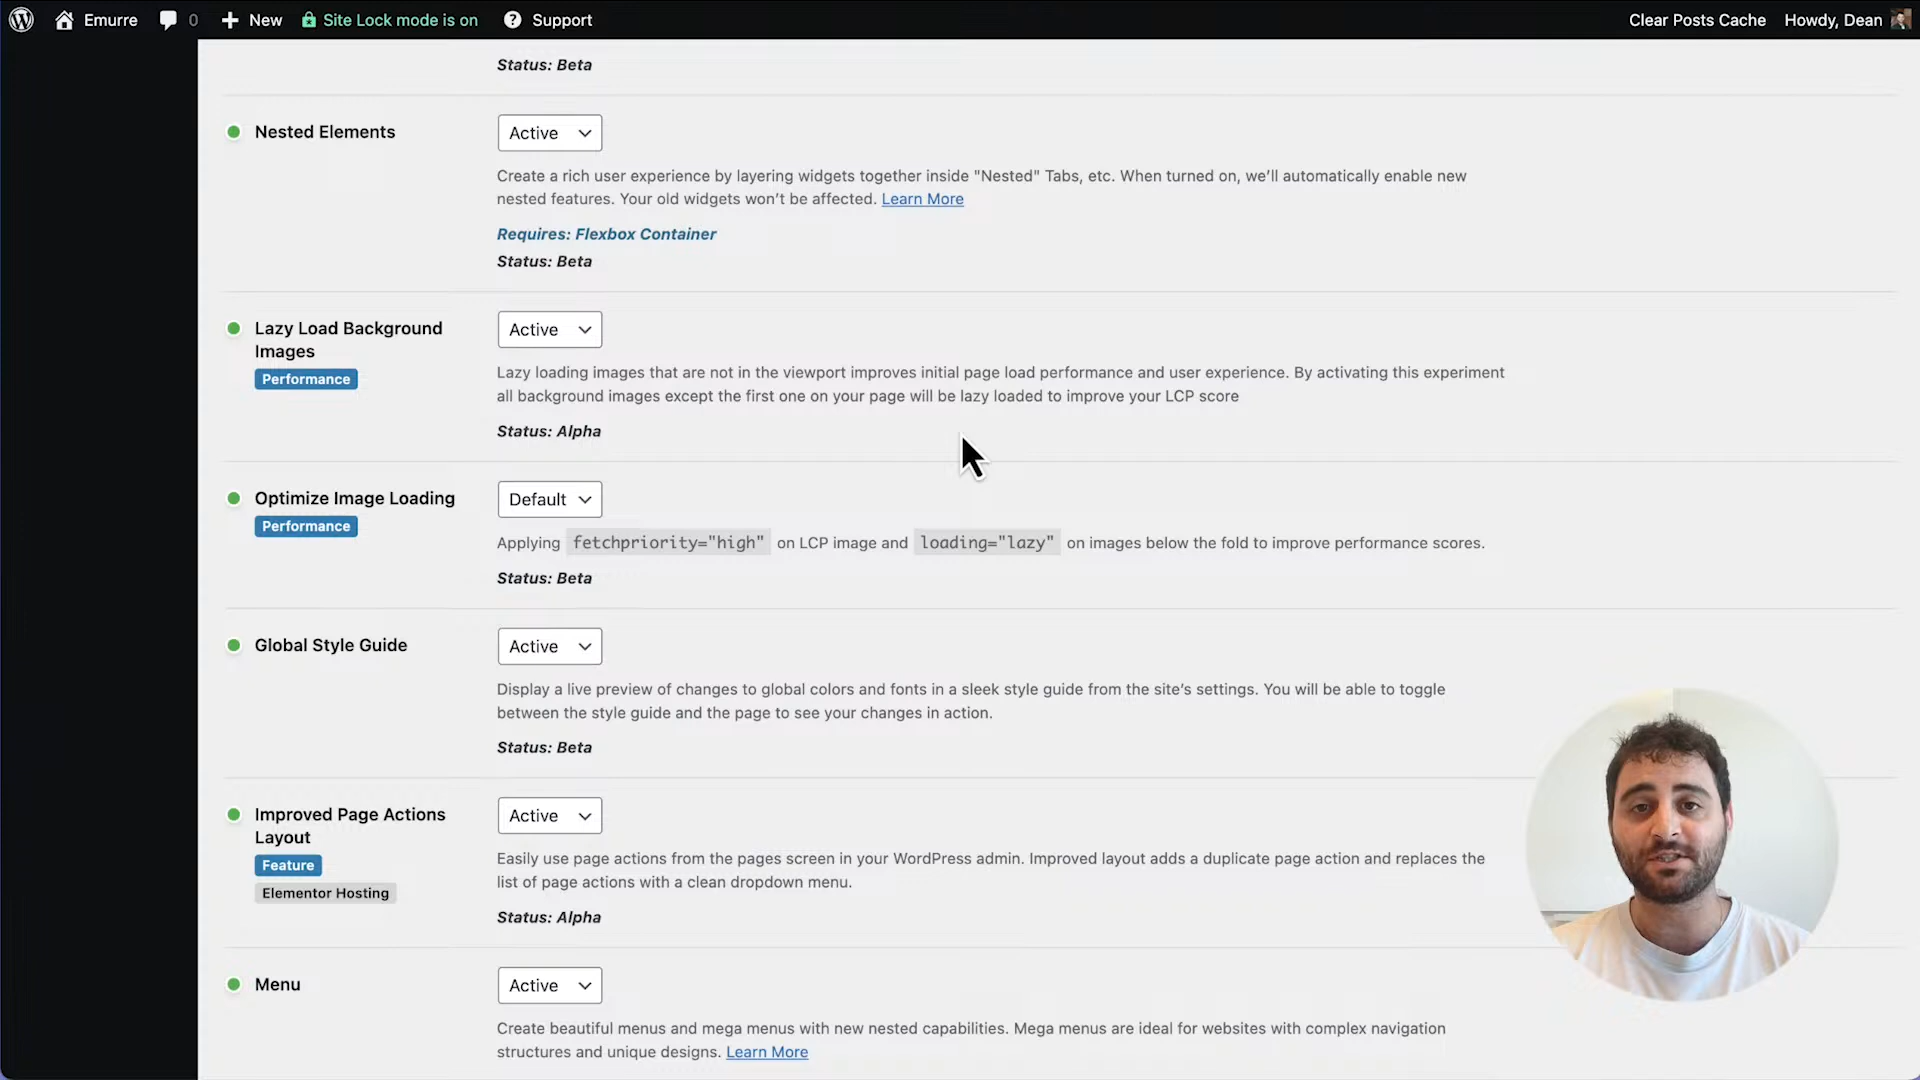 Emurre 0 New Site Lock mode is on Support Clear Posts Cache Howdy, Dean
Status: Beta
Nested Elements
Active
Create a rich user experience by layering widgets together inside "Nested" Tabs, etc. When turned on, we'll automatically enable new
nested features. Your old widgets won't be affected. Learn More
Requires: Flexbox Container
Status: Beta
Lazy Load Background
Images
Performance
Active
Lazy loading images that are not in the viewport improves initial page load performance and user experience. By activating this experiment
all background images except the first one on your page will be lazy loaded to improve your LCP score
Status: Alpha
Optimize Image Loading
Performance
Default
Applying fetchpriority="high" on LCP image and loading="lazy" on images below the fold to improve performance scores.
Status: Beta
Global Style Guide
Active
Display a live preview of changes to global colors and fonts in a sleek style guide from the site's settings. You will be able to toggle
between the style guide and the page to see your changes in action.
Status: Beta
Improved Page Actions
Layout
Feature
Elementor Hosting
Active
Easily use page actions from the pages screen in your WordPress admin. Improved layout adds a duplicate page action and replaces the
list of page actions with a clean dropdown menu.
Status: Alpha
Menu
Active
Create beautiful menus and mega menus with new nested capabilities. Mega menus are ideal for websites with complex navigation
structures and unique designs. Learn More